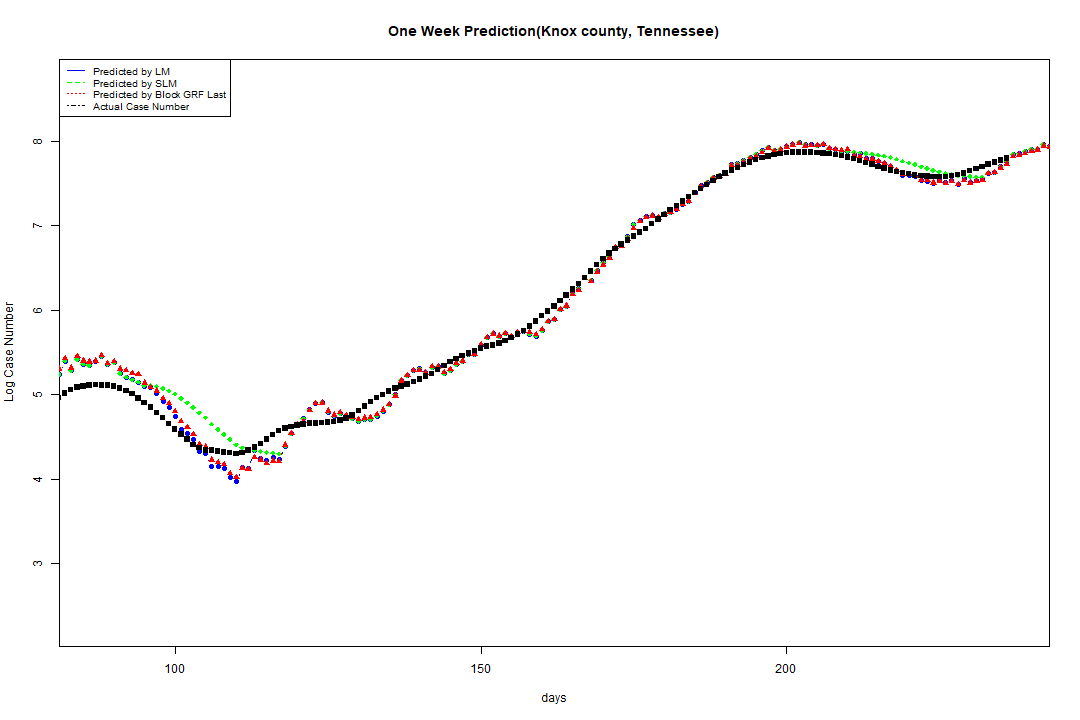 One Week Prediction(Knox county, Tennessee)
Predicted by LM
Predicted by SLM
Predicted by Block GRF Last
Actual Case Number
Log Case Number
8
7
6
5
4
3
100 150 200
days